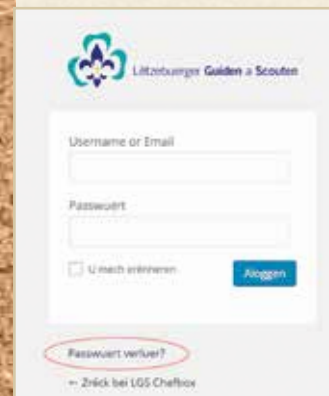 Lëtzebuerger Guiden a Scouten
Username or Email
Passwuert
U mech erënneren
Aloggen
Passwuert verluer?
← Zréck bei LGS Chefbox